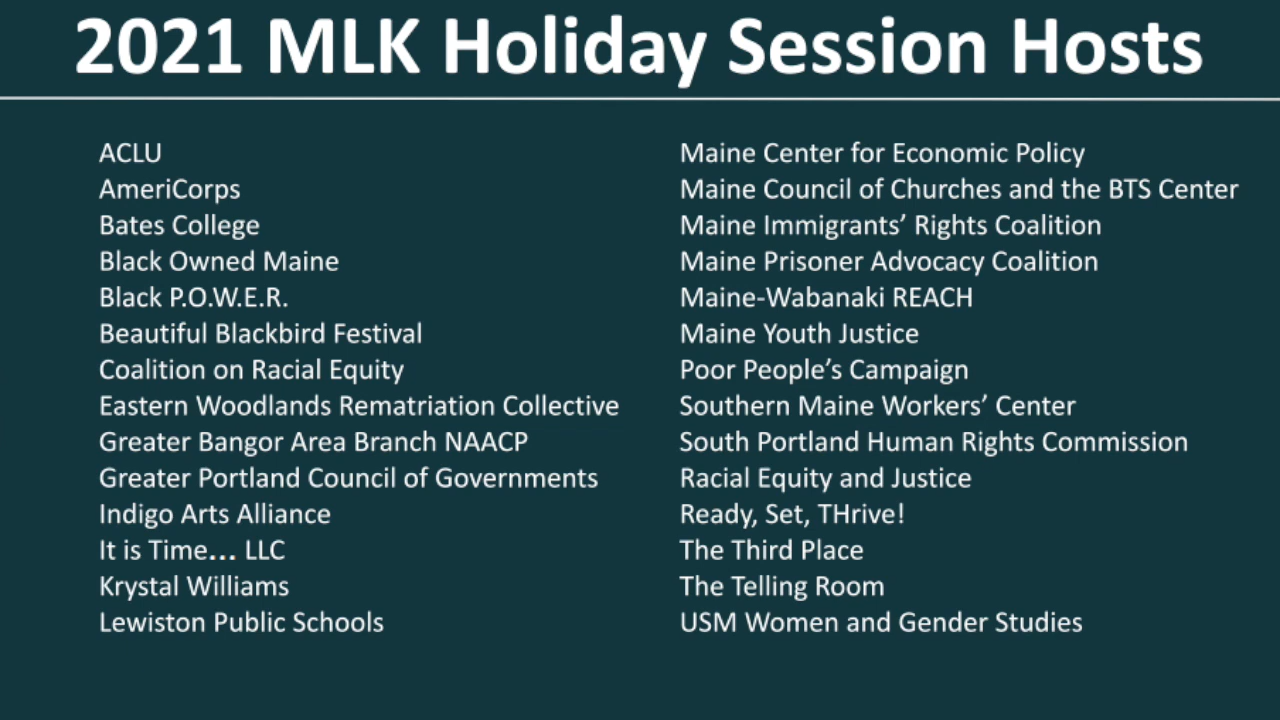 2021 MLK Holiday Session Hosts
ACLU
AmeriCorps
Bates College
Black Owned Maine
Black P.O.W.E.R.
Beautiful Blackbird Festival
Coalition on Racial Equity
Eastern Woodlands Rematriation Collective
Greater Bangor Area Branch NAACP
Greater Portland Council of Governments
Indigo Arts Alliance
It is Time... LLC
Krystal Williams
Lewiston Public Schools
Maine Center for Economic Policy
Maine Council of Churches and the BTS Center
Maine Immigrants’ Rights Coalition
Maine Prisoner Advocacy Coalition
Maine-Wabanaki REACH
Maine Youth Justice
Poor People’s Campaign
Southern Maine Workers’ Center
South Portland Human Rights Commission
Racial Equity and Justice
Ready, Set, THrive!
The Third Place
The Telling Room
USM Women and Gender Studies